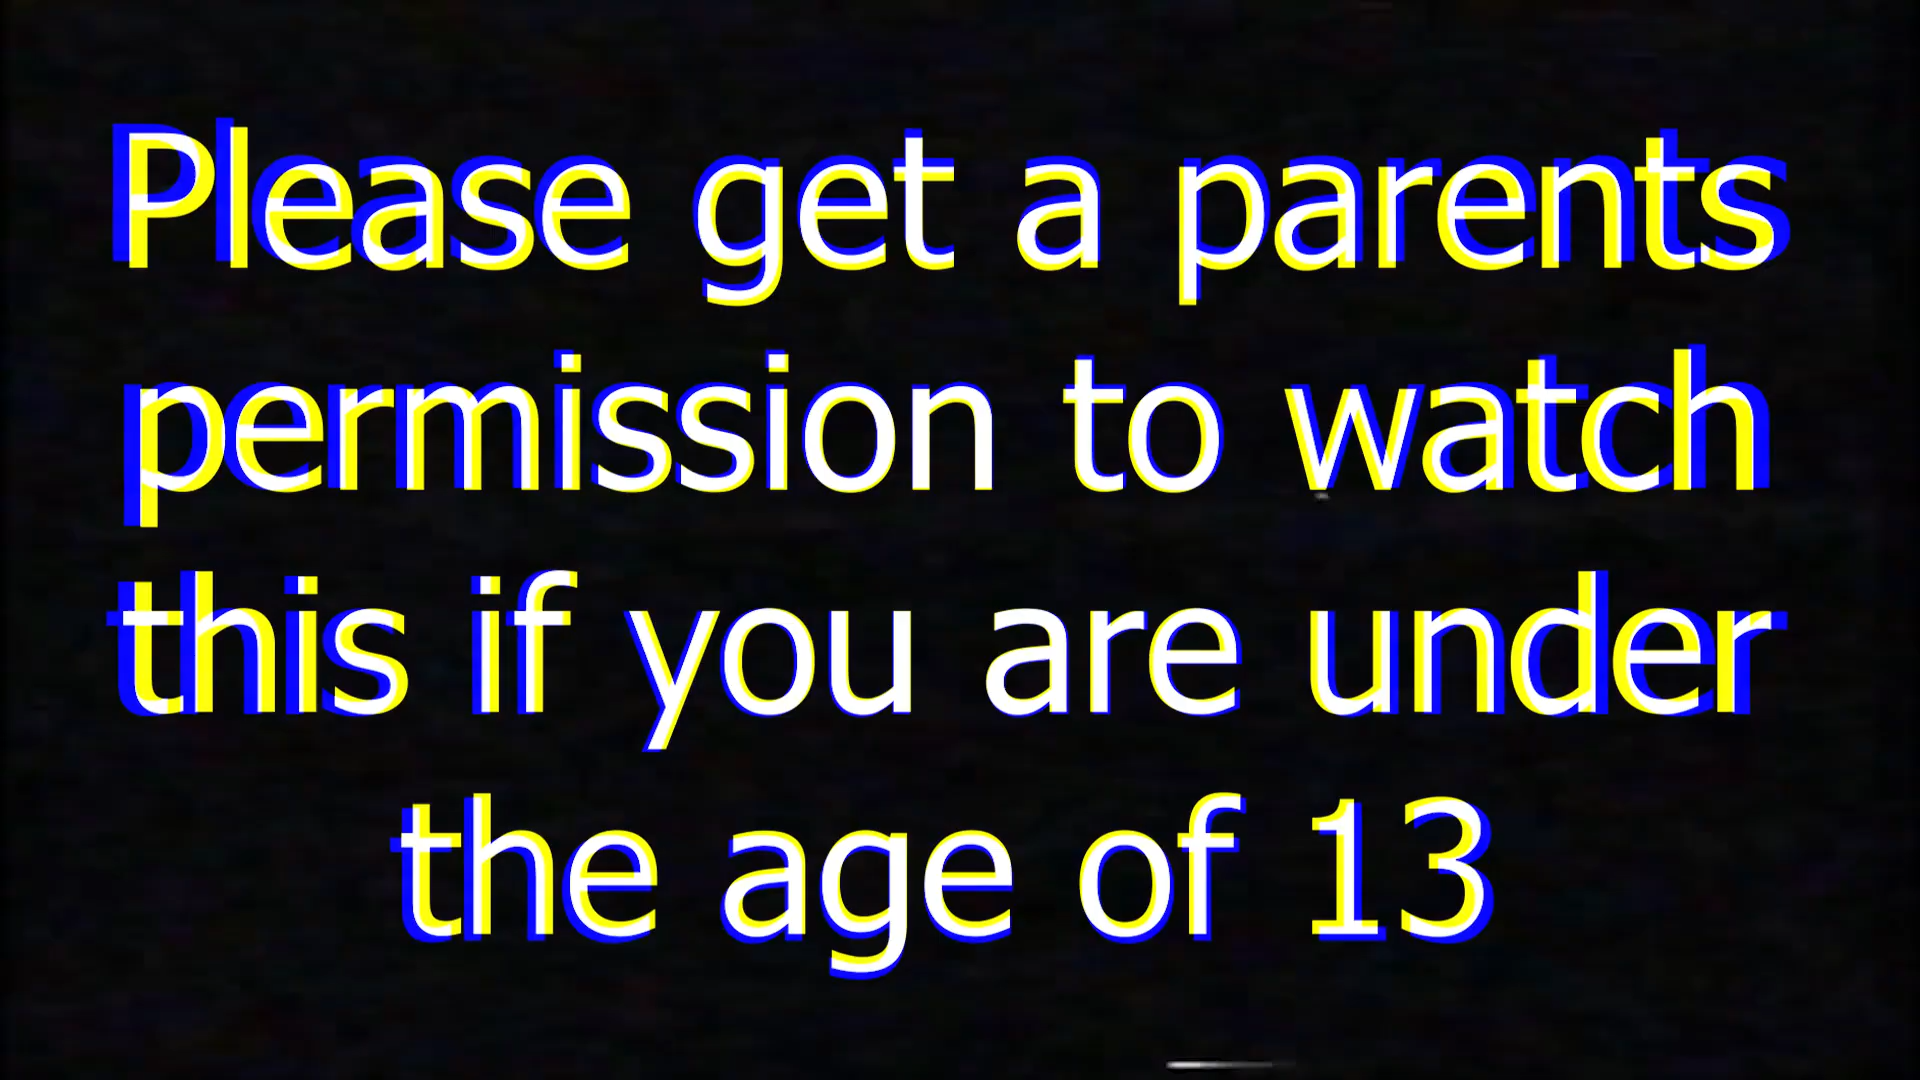 Please get a parents
permission to watch
this if you are under
the age of 13